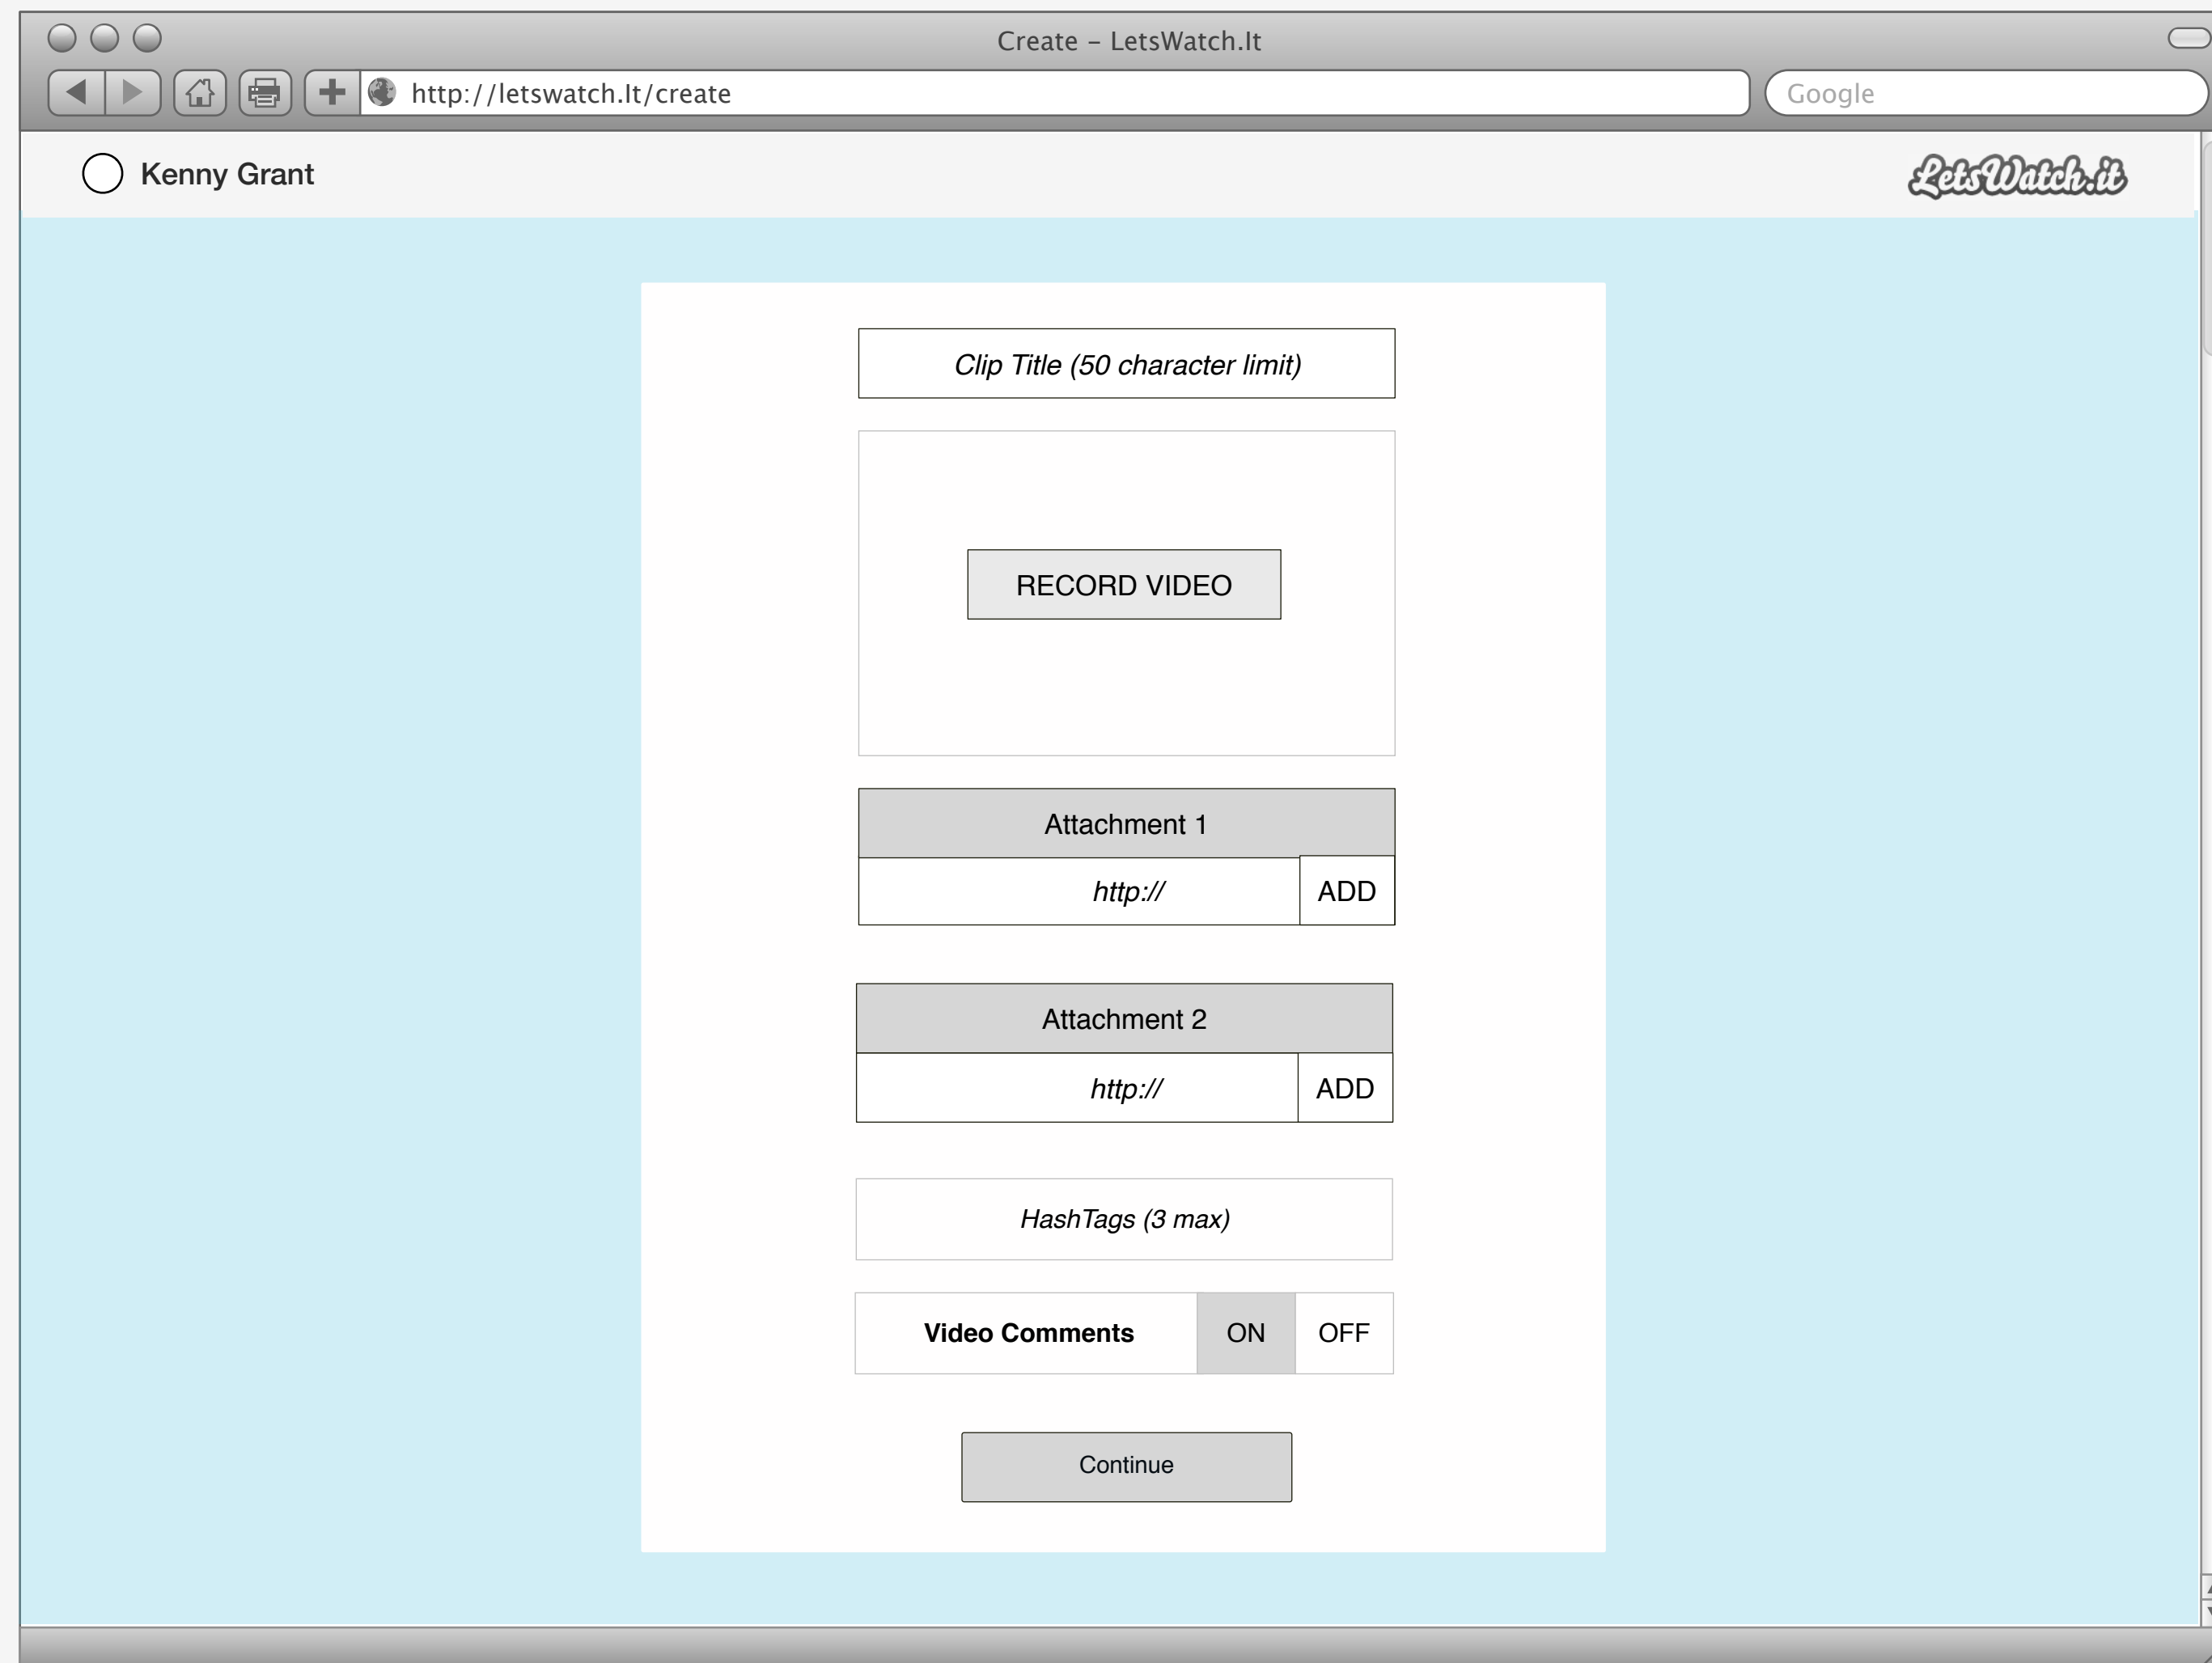 Create – LetsWatch.It
http://letswatch.It/create
Google
Kenny Grant
LetsWatch.it
Clip Title (50 character limit)
RECORD VIDEO
Attachment 1
http://
ADD
Attachment 2
http://
ADD
HashTags (3 max)
Video Comments ON OFF
Continue